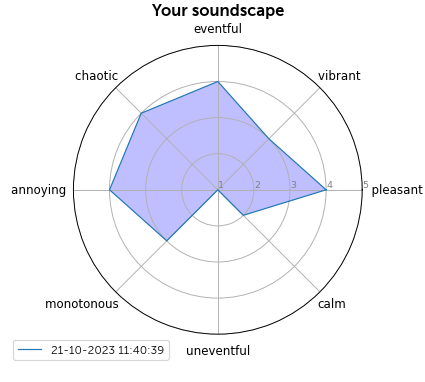 Your soundscape
eventful
chaotic
vibrant
annoying
1
2
3
4
5
pleasant
monotonous
calm
uneventful
21-10-2023 11:40:39